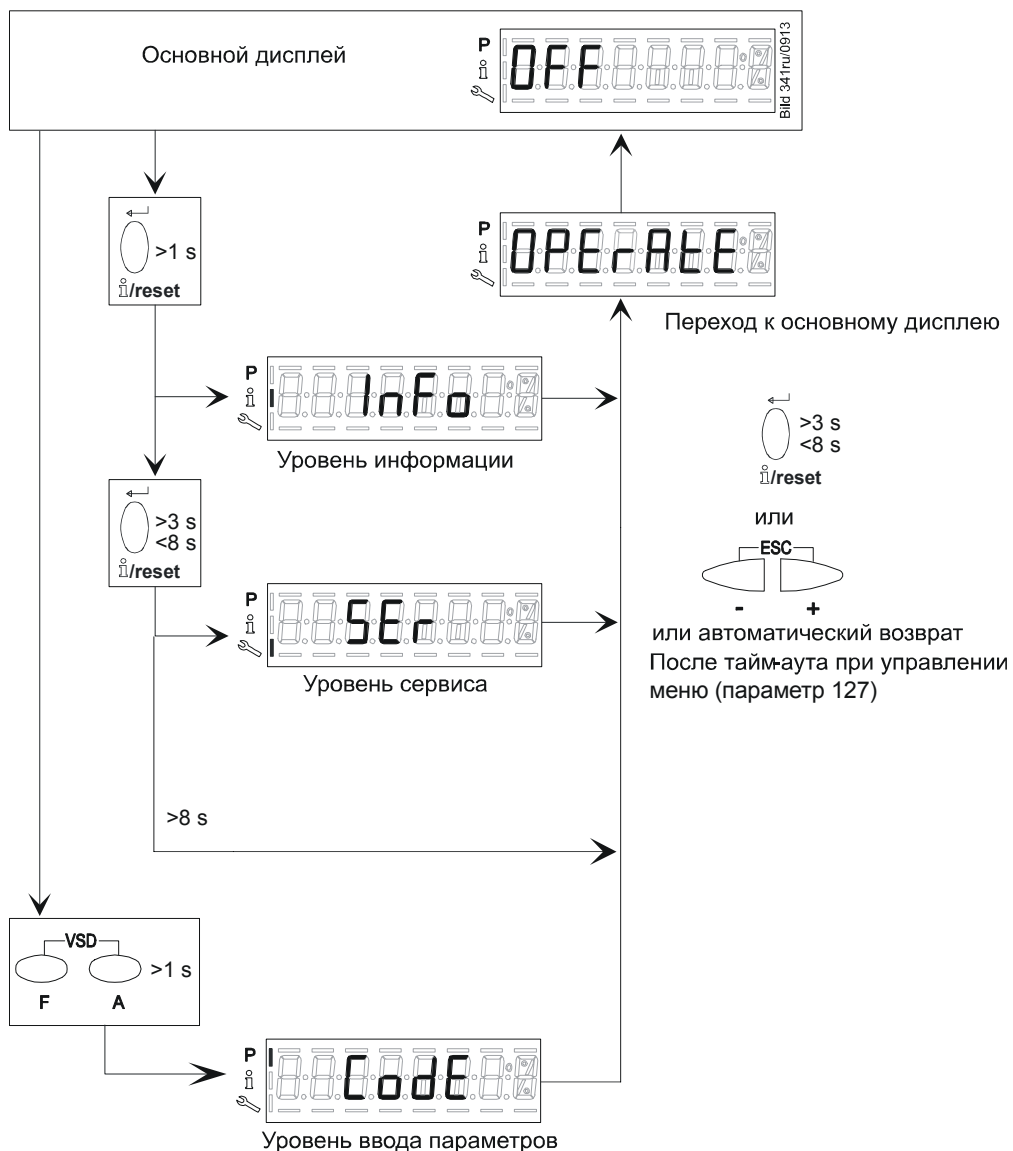 Основной дисплей
P
i
OFF
Bild 341ru/0913
>1 s
i/reset
P
i
OPErAtE
Переход к основному дисплею
P
i
InFo
Уровень информации
>3 s
<8 s
i/reset
>3 s
<8 s
i/reset
или
ESC
- +
или автоматический возврат
После тайм-аута при управлении
меню (параметр 127)
P
i
SEr
Уровень сервиса
>8 s
VSD
>1 s
F A
P
i
CodE
Уровень ввода параметров